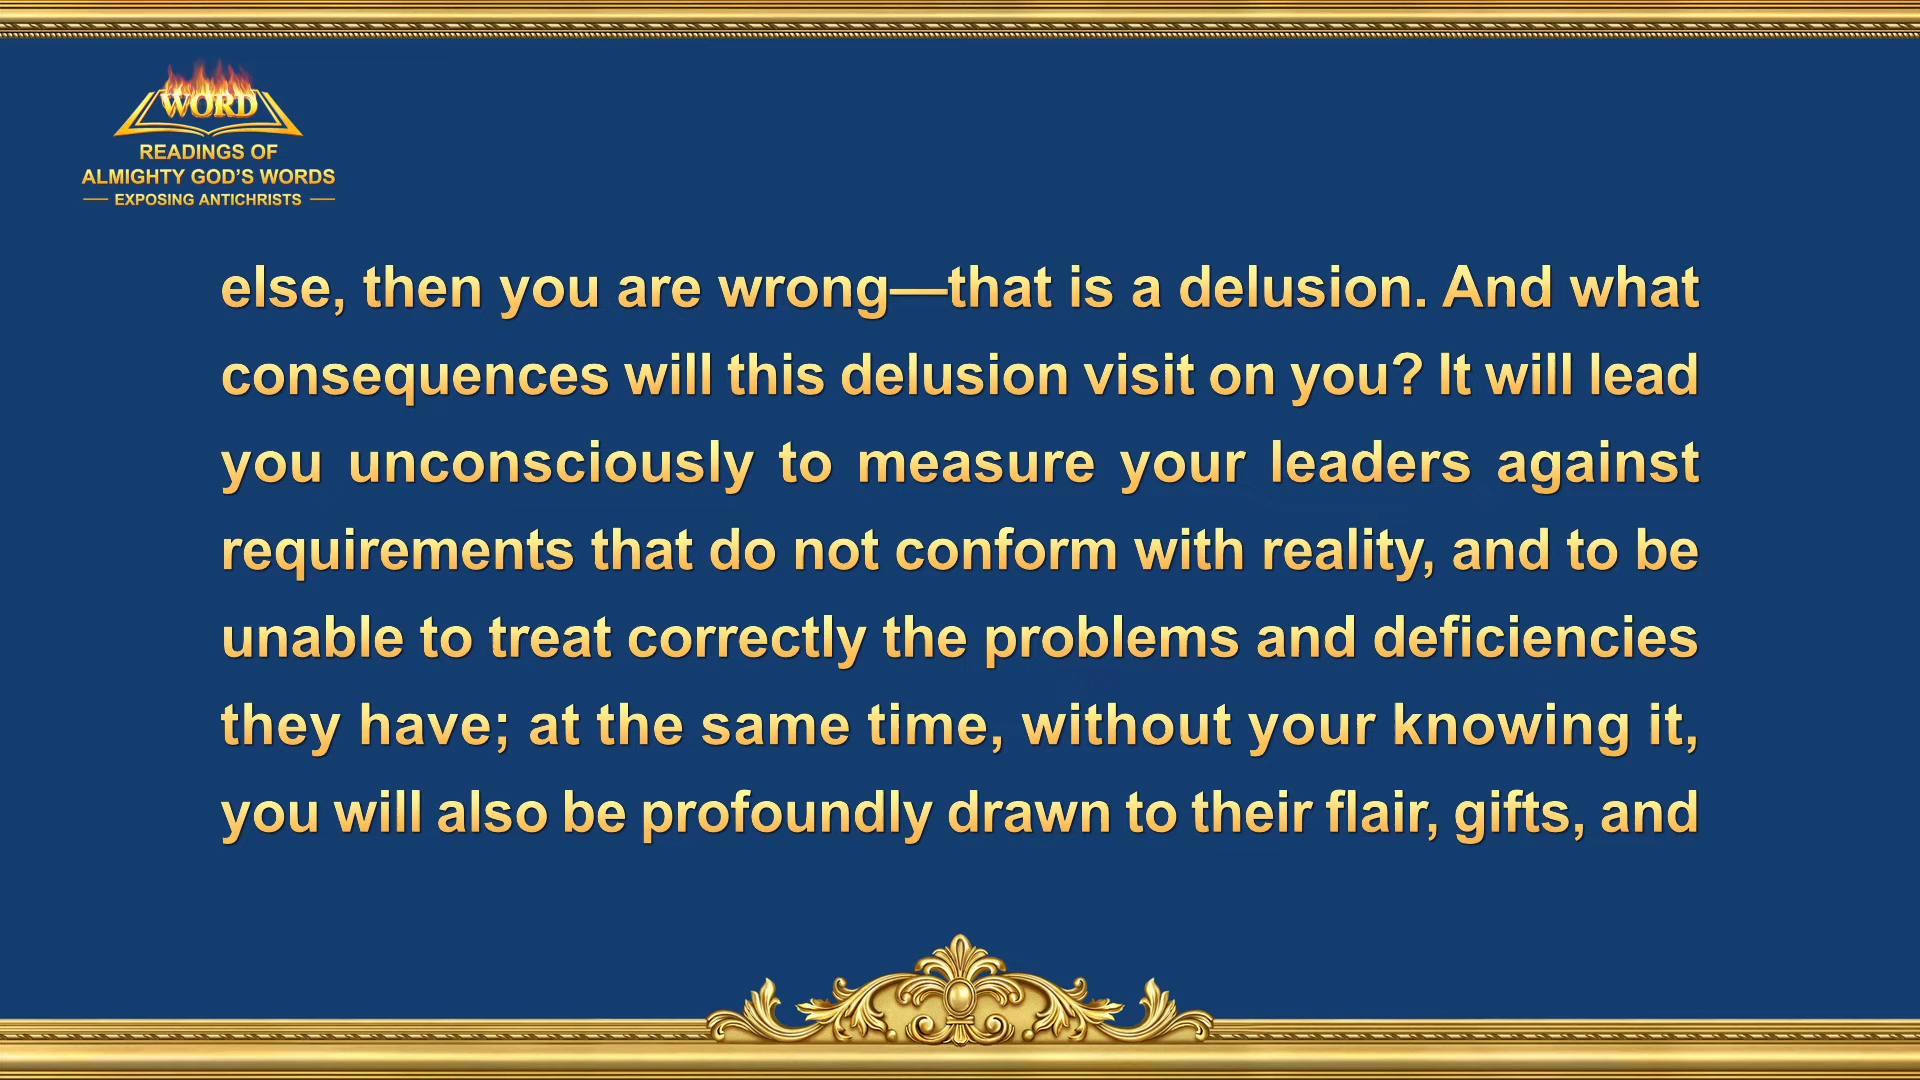 WORD
READINGS OF
ALMIGHTY GOD'S WORDS
EXPOSING ANTICHRISTS
else, then you are wrong—that is a delusion. And what
consequences will this delusion visit on you? It will lead
you unconsciously to measure your leaders against
requirements that do not conform with reality, and to be
unable to treat correctly the problems and deficiencies
they have; at the same time, without your knowing it,
you will also be profoundly drawn to their flair, gifts, and